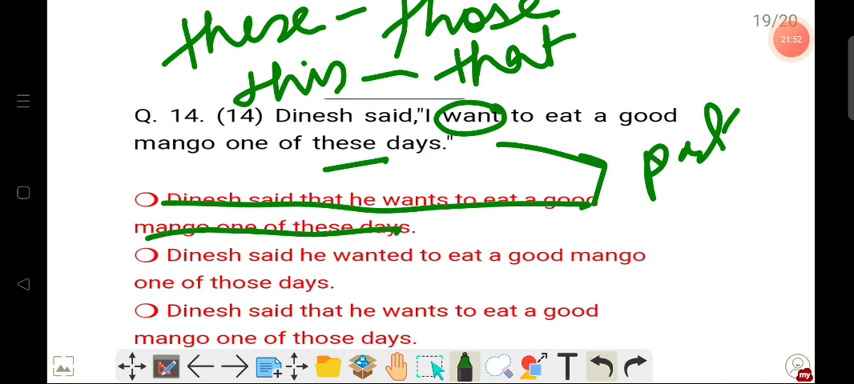 these - those
19/20
21:52
this - that
Q. 14. (14) Dinesh said,"I want to eat a good
mango one of these days."
past
Dinesh said that he wants to eat a good
mango one of these days.
Dinesh said he wanted to eat a good mango
one of those days.
Dinesh said that he wants to eat a good
mango one of those days.
T
my